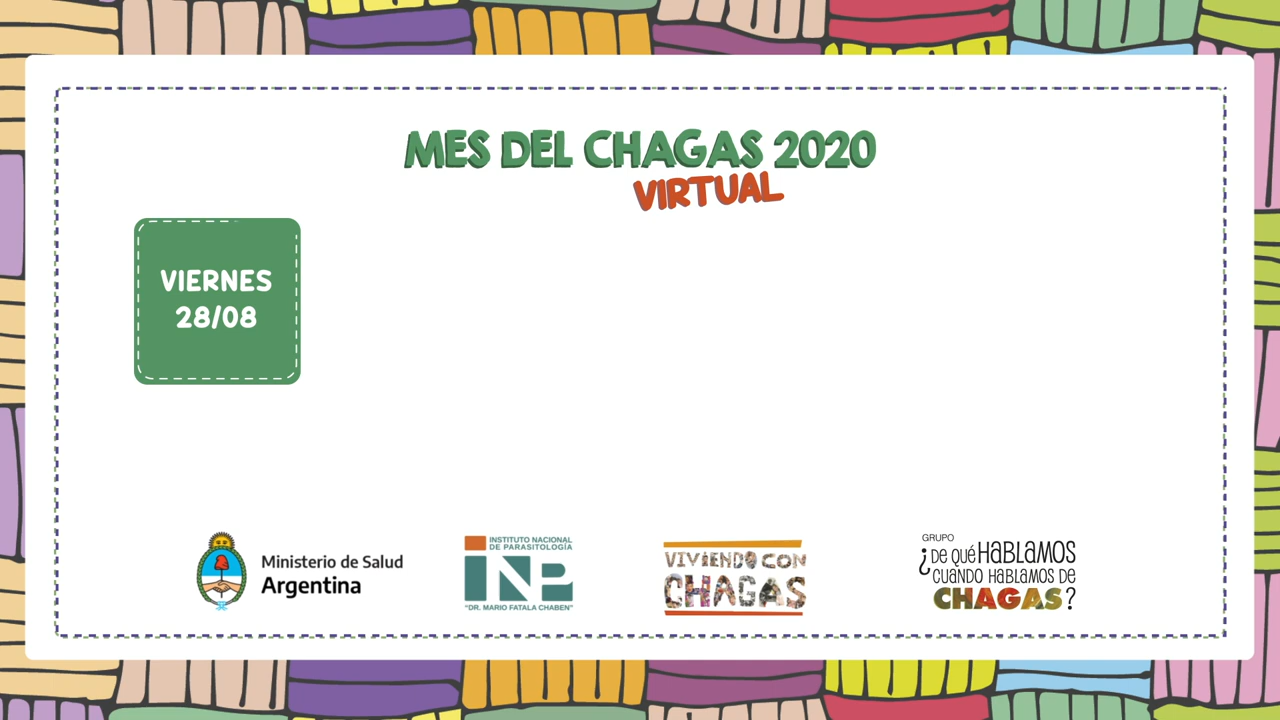 MES DEL CHAGAS 2020
VIRTUAL
VIERNES
28/08
Ministerio de Salud
Argentina
INSTITUTO NACIONAL
DE PARASITOLOGÍA
INP
"DR. MARIO FATALA CHABEN"
VIVIENDO CON
CHAGAS
GRUPO
¿DE QUÉ HABLAMOS
CUANDO HABLAMOS DE
CHAGAS?